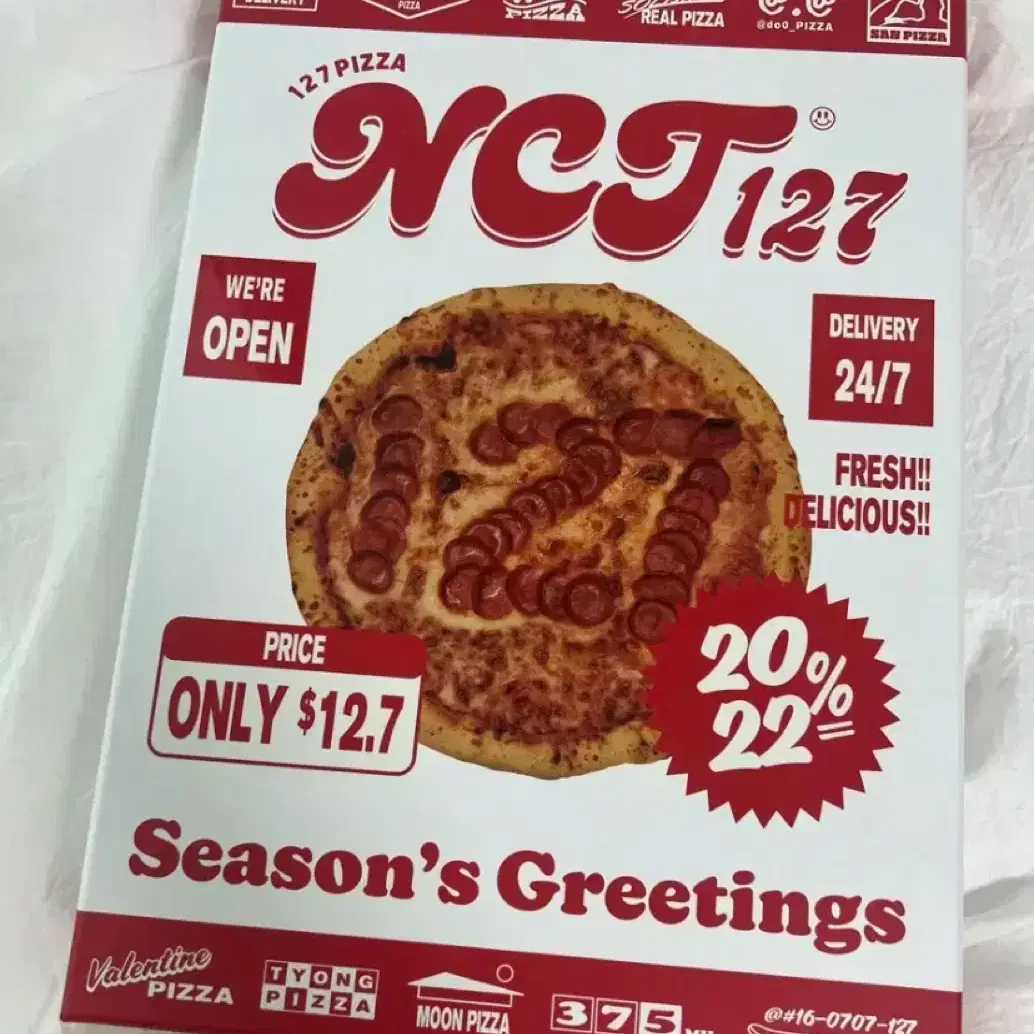 PIZZA
PIZZA
REAL PIZZA
@do0_PIZZA
SAN PIZZA
127 PIZZA
NCT 127
WE'RE
OPEN
DELIVERY
24/7
FRESH!!
DELICIOUS!!
127
PRICE
ONLY $12.7
20%
22
Season's Greetings
Valentine
PIZZA
TYONG
PIZZA
MOON PIZZA
375
@#16-0707-127